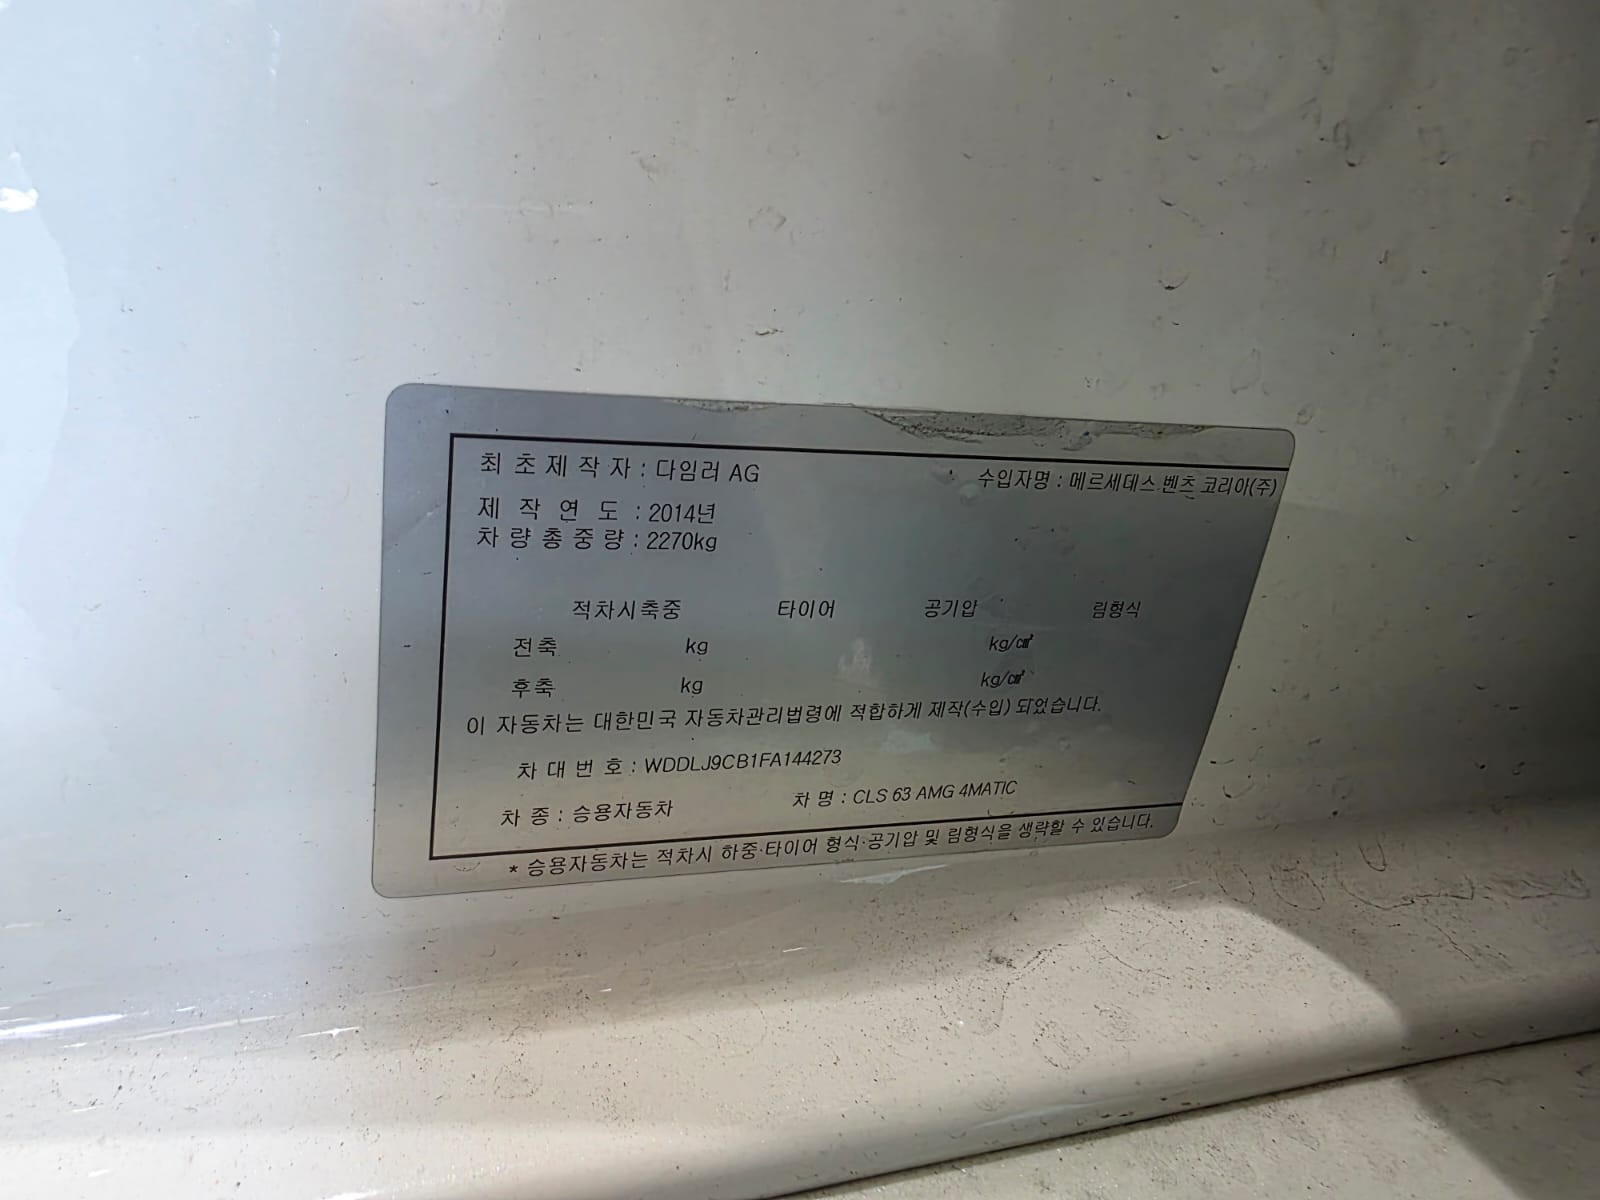 최 초 제 작 자 : 다임러 AG 수입자명 : 메르세데스 벤츠 코리아(주)
제 작 연 도 : 2014년
차 량 총 중 량 : 2270kg
적차시축중 타이어 공기압 림형식
전축 kg kg/㎠
후축 kg kg/㎠
이 자동차는 대한민국 자동차관리법령에 적합하게 제작(수입) 되었습니다.
차 대 번 호 : WDDLJ9CB1FA144273
차 종 : 승용자동차 차 명 : CLS 63 AMG 4MATIC
* 승용자동차는 적차시 하중·타이어 형식·공기압 및 림형식을 생략할 수 있습니다.